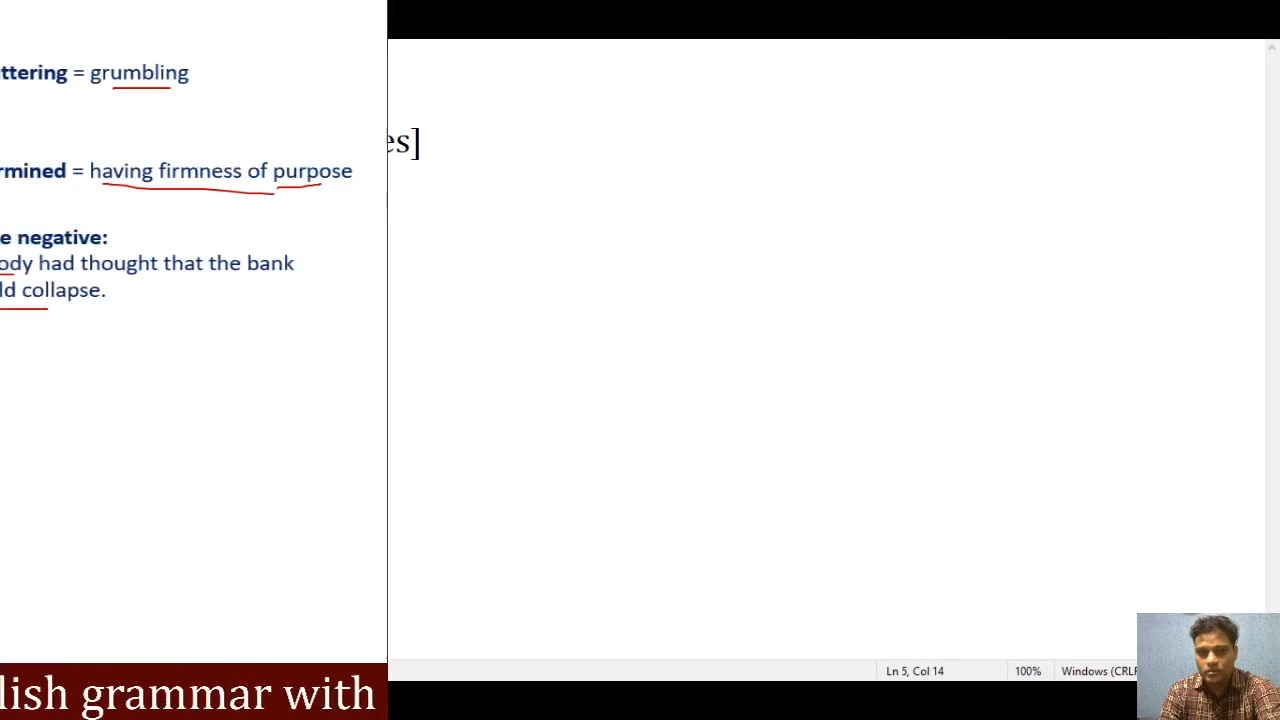 ttering = grumbling
es]
rmined = having firmness of purpose
e negative:
ody had thought that the bank
ld collapse.
Ln 5, Col 14
100%
Windows (CRLF
lish grammar with